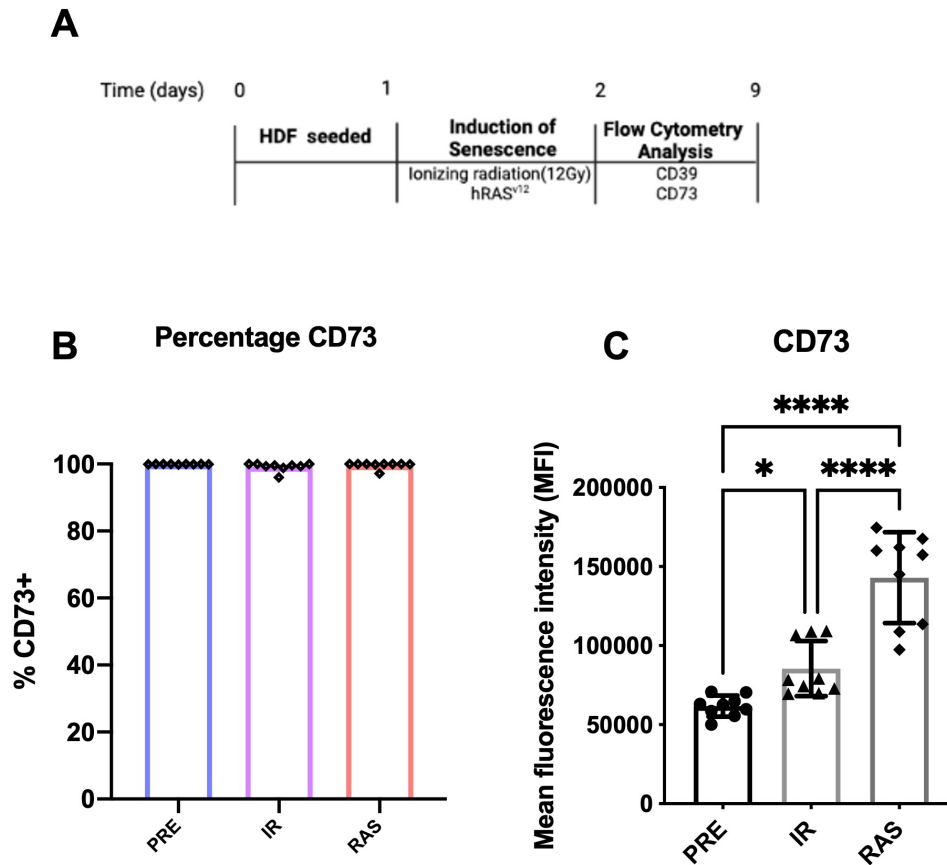 A
Time (days) 0 1 2 9
HDF seeded
Induction of
Senescence
Flow Cytometry
Analysis
Ionizing radiation(12Gy)
hRASv12
CD39
CD73
B
Percentage CD73
% CD73+
100
80
60
40
20
0
PRE
IR
RAS
C
CD73
****
* ****
Mean fluorescence intensity (MFI)
200000
150000
100000
50000
0
PRE
IR
RAS